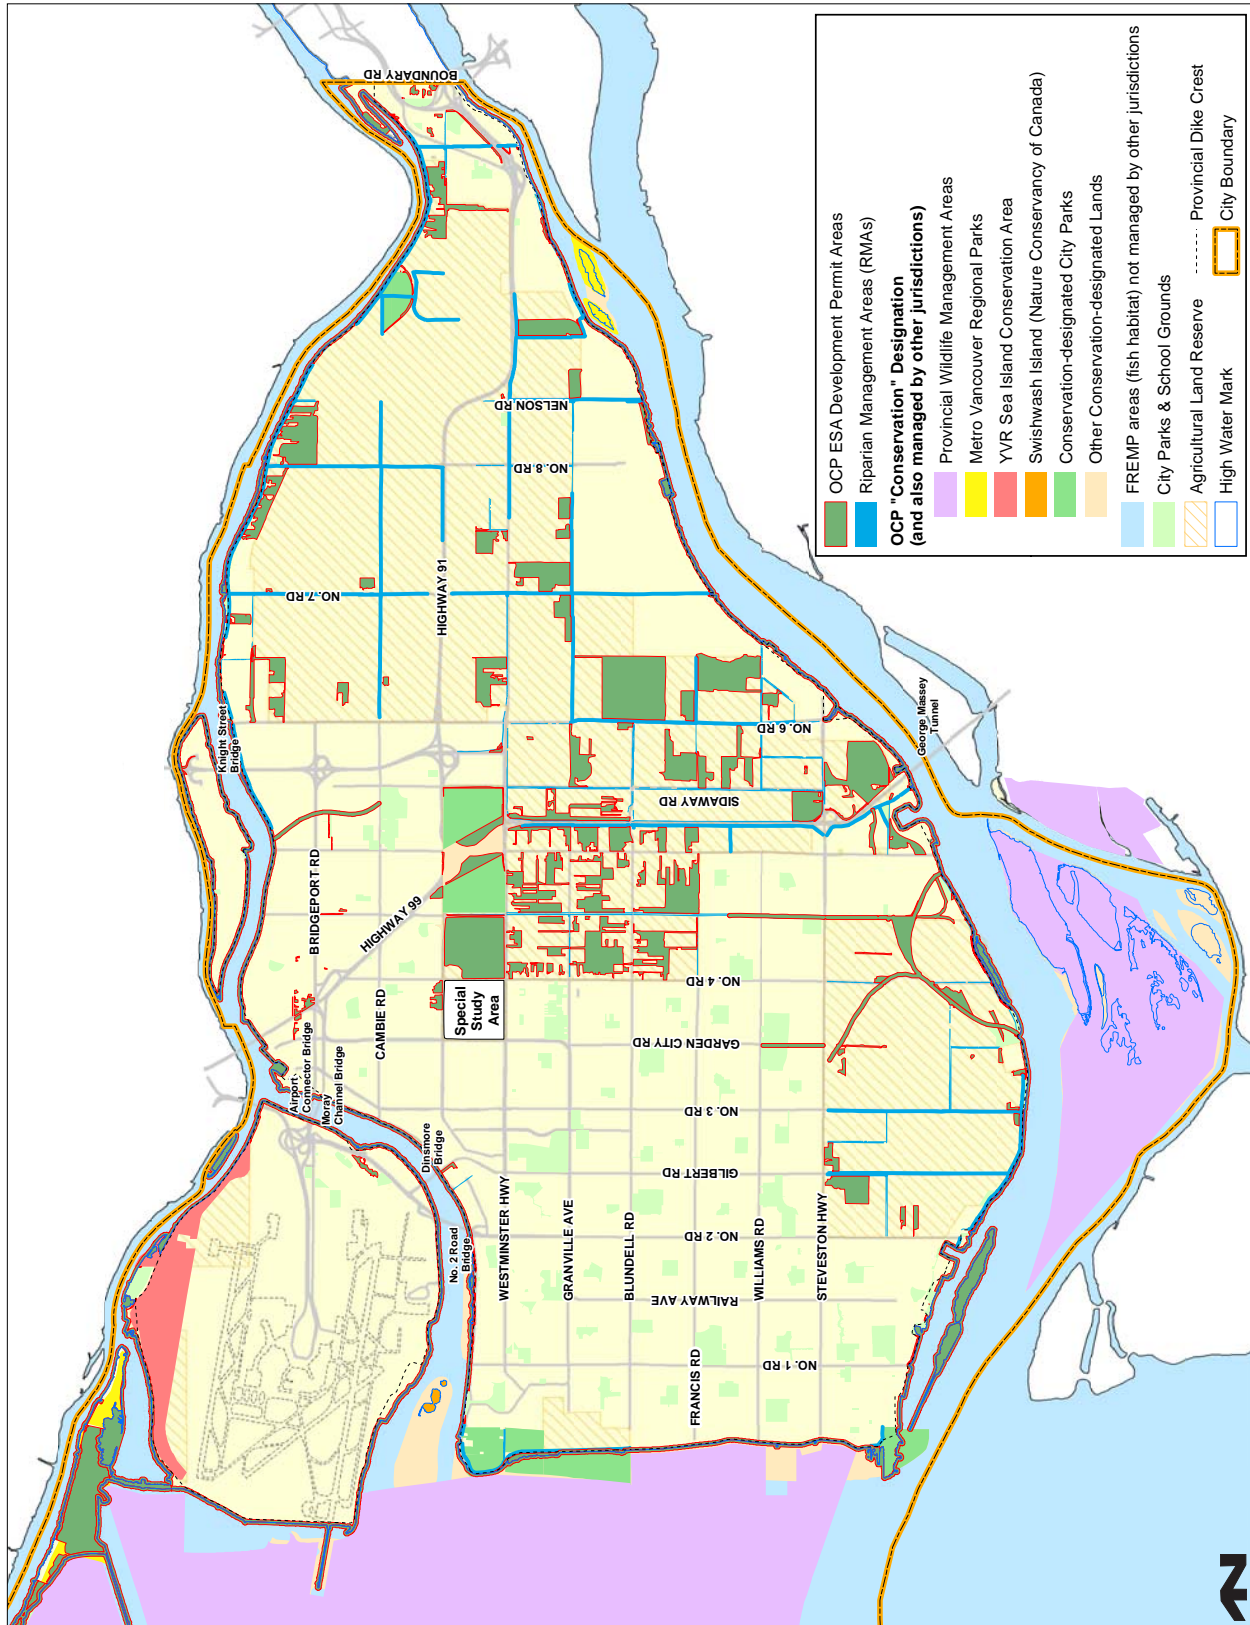 BOUNDARY RD
NELSON RD
NO. 8 RD
HIGHWAY 91
NO. 7 RD
Knight Street
Bridge
NO. 6 RD
George Massey
Tunnel
SIDAWAY RD
BRIDGEPORT RD
HIGHWAY 99
NO. 4 RD
CAMBIE RD
Special
Study
Area
GARDEN CITY RD
Airport
Connector Bridge
Moray
Channel Bridge
NO. 3 RD
Dinsmore
Bridge
GILBERT RD
WESTMINSTER HWY
GRANVILLE AVE
BLUNDELL RD
WILLIAMS RD
STEVESTON HWY
NO. 2 RD
No. 2 Road
Bridge
RAILWAY AVE
FRANCIS RD
NO. 1 RD
OCP ESA Development Permit Areas
Riparian Management Areas (RMAs)
OCP "Conservation" Designation
(and also managed by other jurisdictions)
Provincial Wildlife Management Areas
Metro Vancouver Regional Parks
YVR Sea Island Conservation Area
Swishwash Island (Nature Conservancy of Canada)
Conservation-designated City Parks
Other Conservation-designated Lands
FREMP areas (fish habitat) not managed by other jurisdictions
City Parks & School Grounds
Agricultural Land Reserve
Provincial Dike Crest
High Water Mark
City Boundary
N